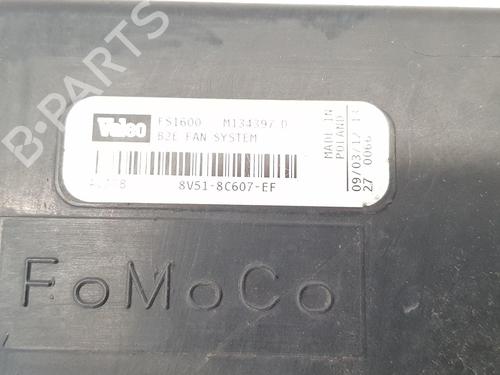 B-PARTS
Valeo
FS1600 M134397 D
B2E FAN SYSTEM
8V51-8C607-EF
MADE IN
POLAND
09/03/12 13
27 0066
FoMoCo